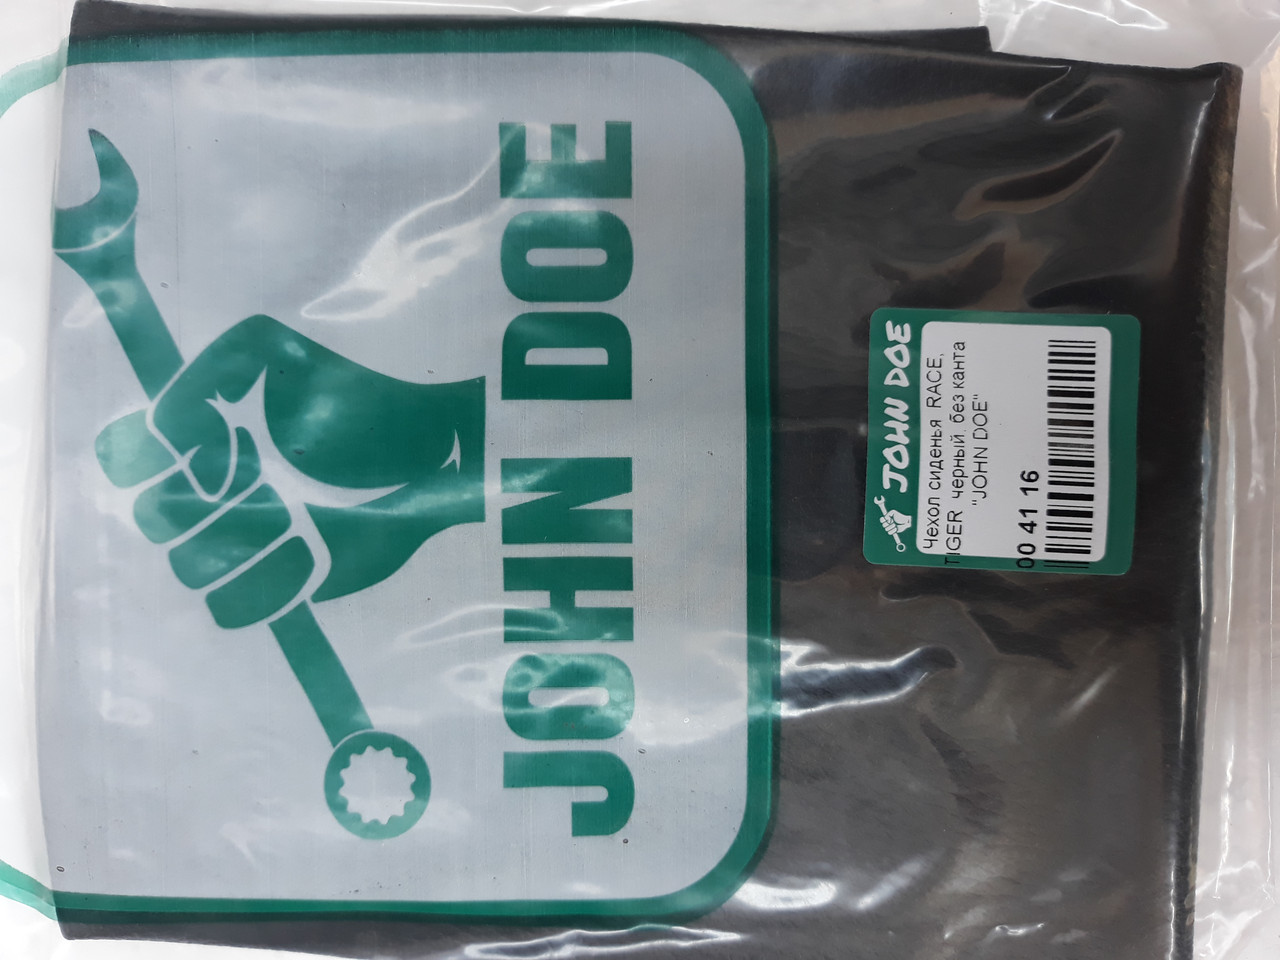 JOHN DOE
JOHN DOE
Чехол сиденья RACE,
TIGER черный, без канта
"JOHN DOE"
00 41 16